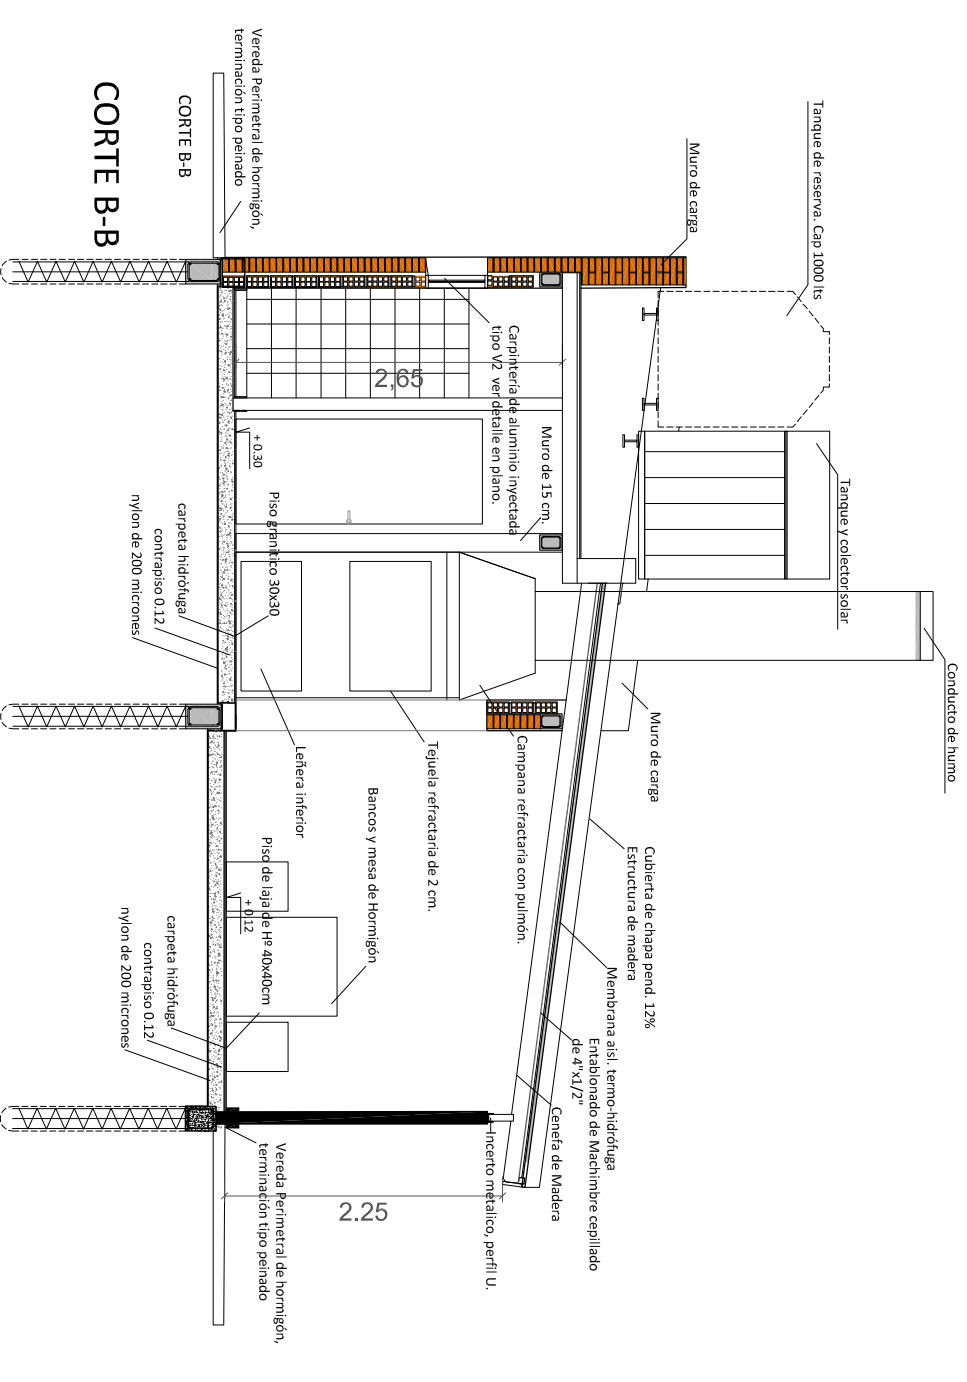 Conducto de humo
Tanque de reserva. Cap 1000 lts
Tanque y colector solar
Muro de carga
Muro de carga
Cubierta de chapa pend. 12%
Estructura de madera
Membrana aisl. termo-hidrófuga
Entablonado de Machimbre cepillado
de 4"x1/2"
Cenefa de Madera
Muro de 15 cm.
Carpintería de aluminio inyectada
tipo V2 ver detalle en plano.
Campana refractaria con pulmón.
Incerto metalico, perfil U.
Tejuela refractaria de 2 cm.
2,65
Bancos y mesa de Hormigón
2.25
Leñera inferior
Piso granitico 30x30
+ 0.30
Piso de laja de Hº 40x40cm
+ 0.12
Vereda Perimetral de hormigón,
terminación tipo peinado
Vereda Perimetral de hormigón,
terminación tipo peinado
carpeta hidròfuga
contrapiso 0.12
nylon de 200 micrones
carpeta hidròfuga
contrapiso 0.12
nylon de 200 micrones
CORTE B-B
CORTE B-B